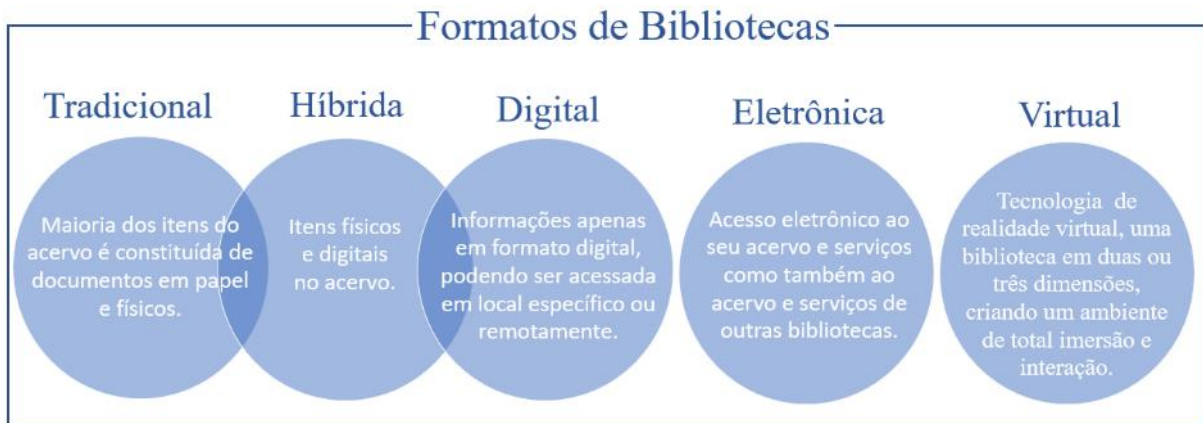 Formatos de Bibliotecas
Tradicional
Maioria dos itens do
acervo é constituída de
documentos em papel
e físicos.
Híbrida
Itens físicos
e digitais
no acervo.
Digital
Informações apenas
em formato digital,
podendo ser acessada
em local específico ou
remotamente.
Eletrônica
Acesso eletrônico ao
seu acervo e serviços
como também ao
acervo e serviços de
outras bibliotecas.
Virtual
Tecnologia de
realidade virtual, uma
biblioteca em duas ou
três dimensões,
criando um ambiente
de total imersão e
interação.